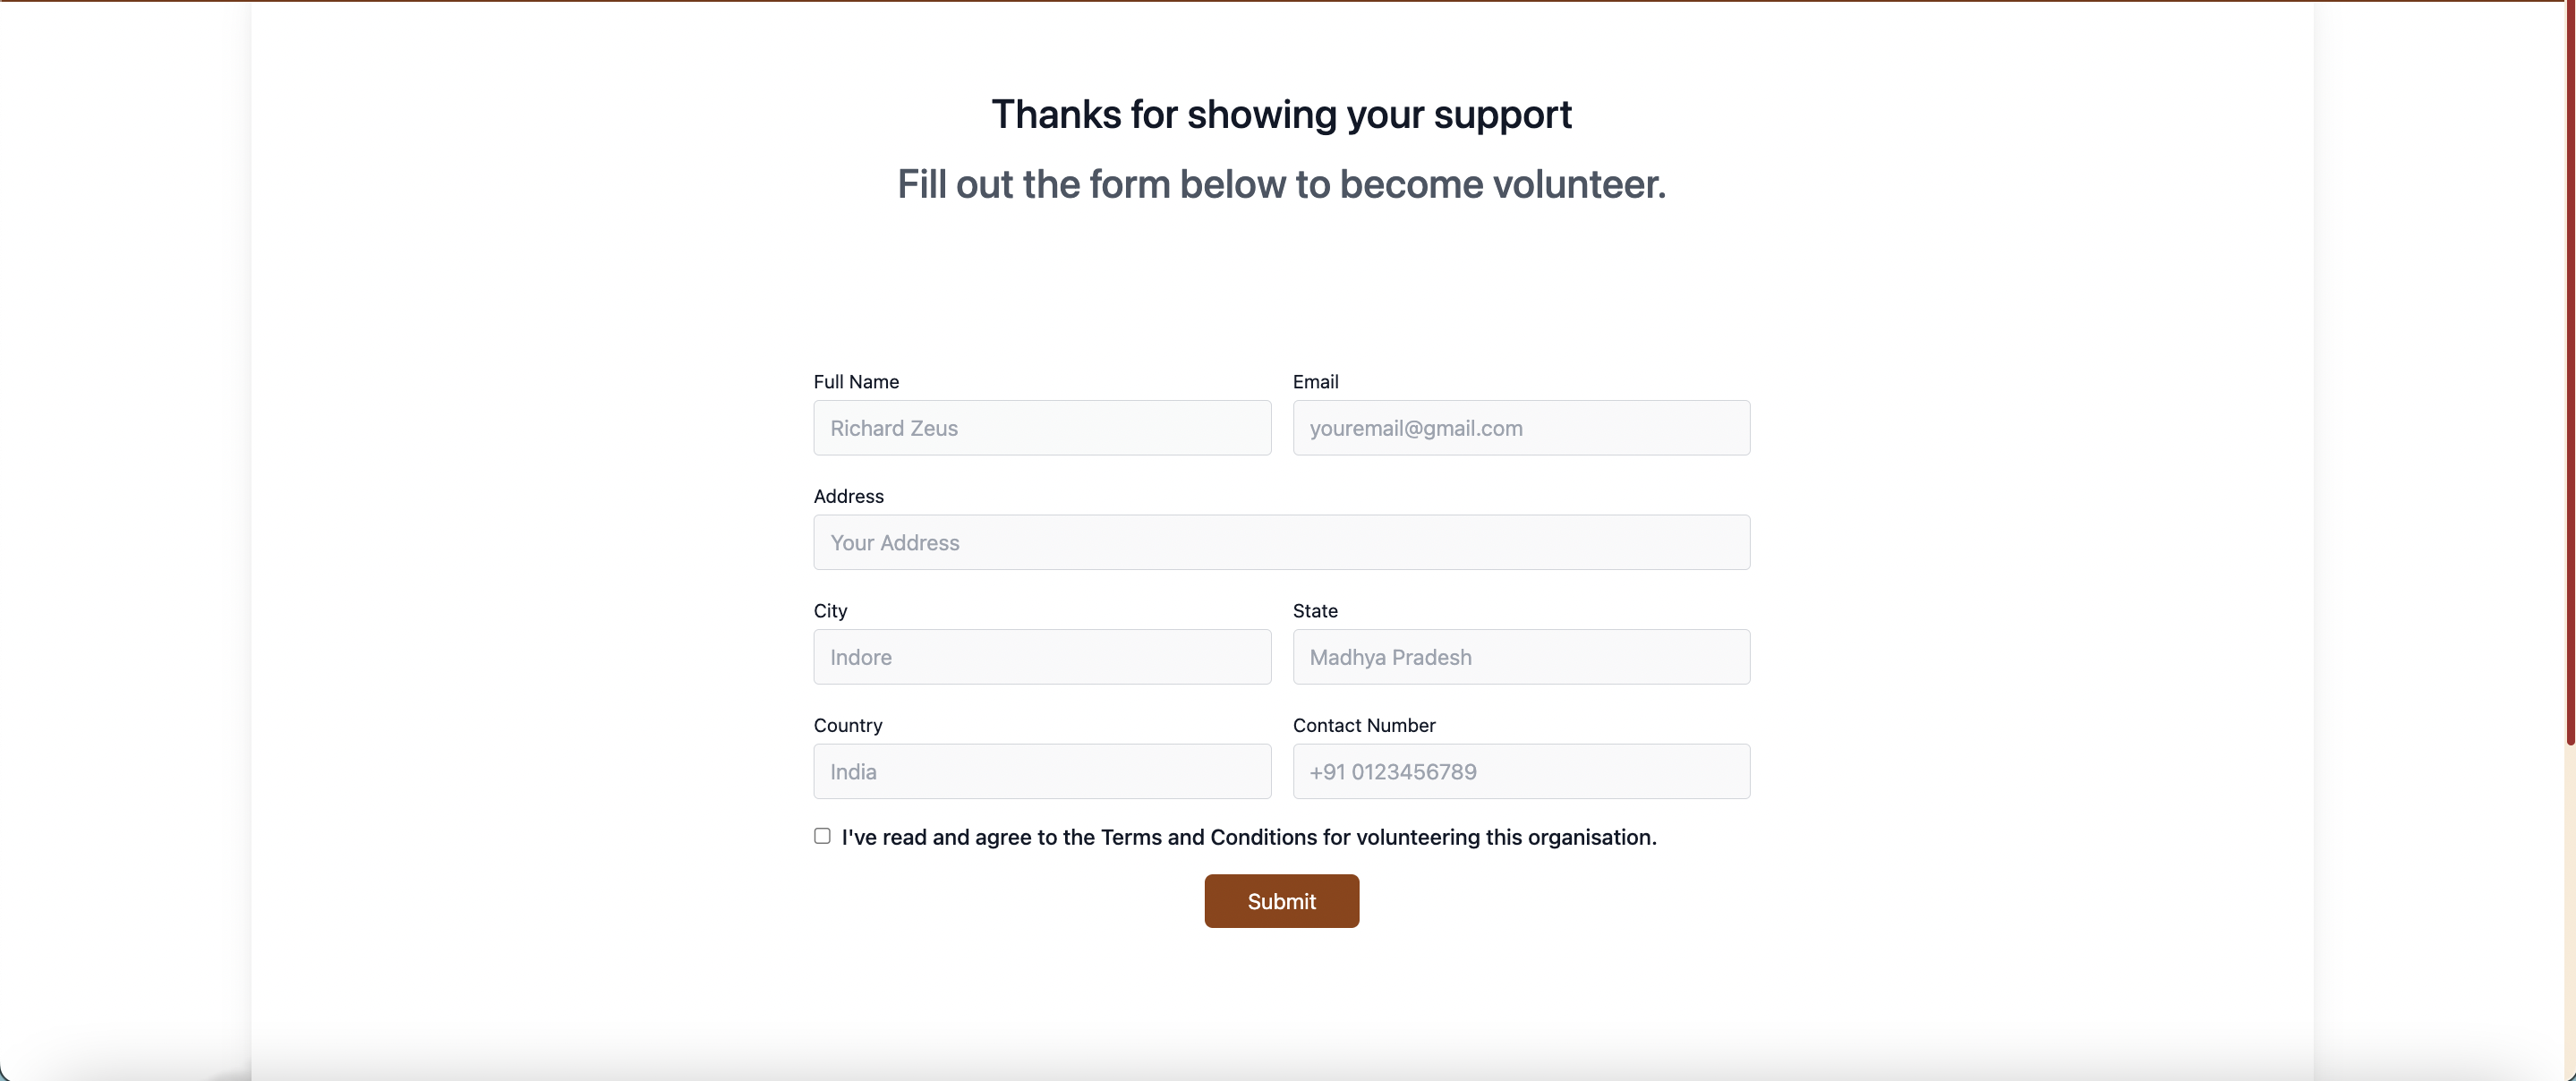 Thanks for showing your support
Fill out the form below to become volunteer.
Full Name
Email
Richard Zeus
youremail@gmail.com
Address
Your Address
City
State
Indore
Madhya Pradesh
Country
Contact Number
India
+91 0123456789
I've read and agree to the Terms and Conditions for volunteering this organisation.
Submit